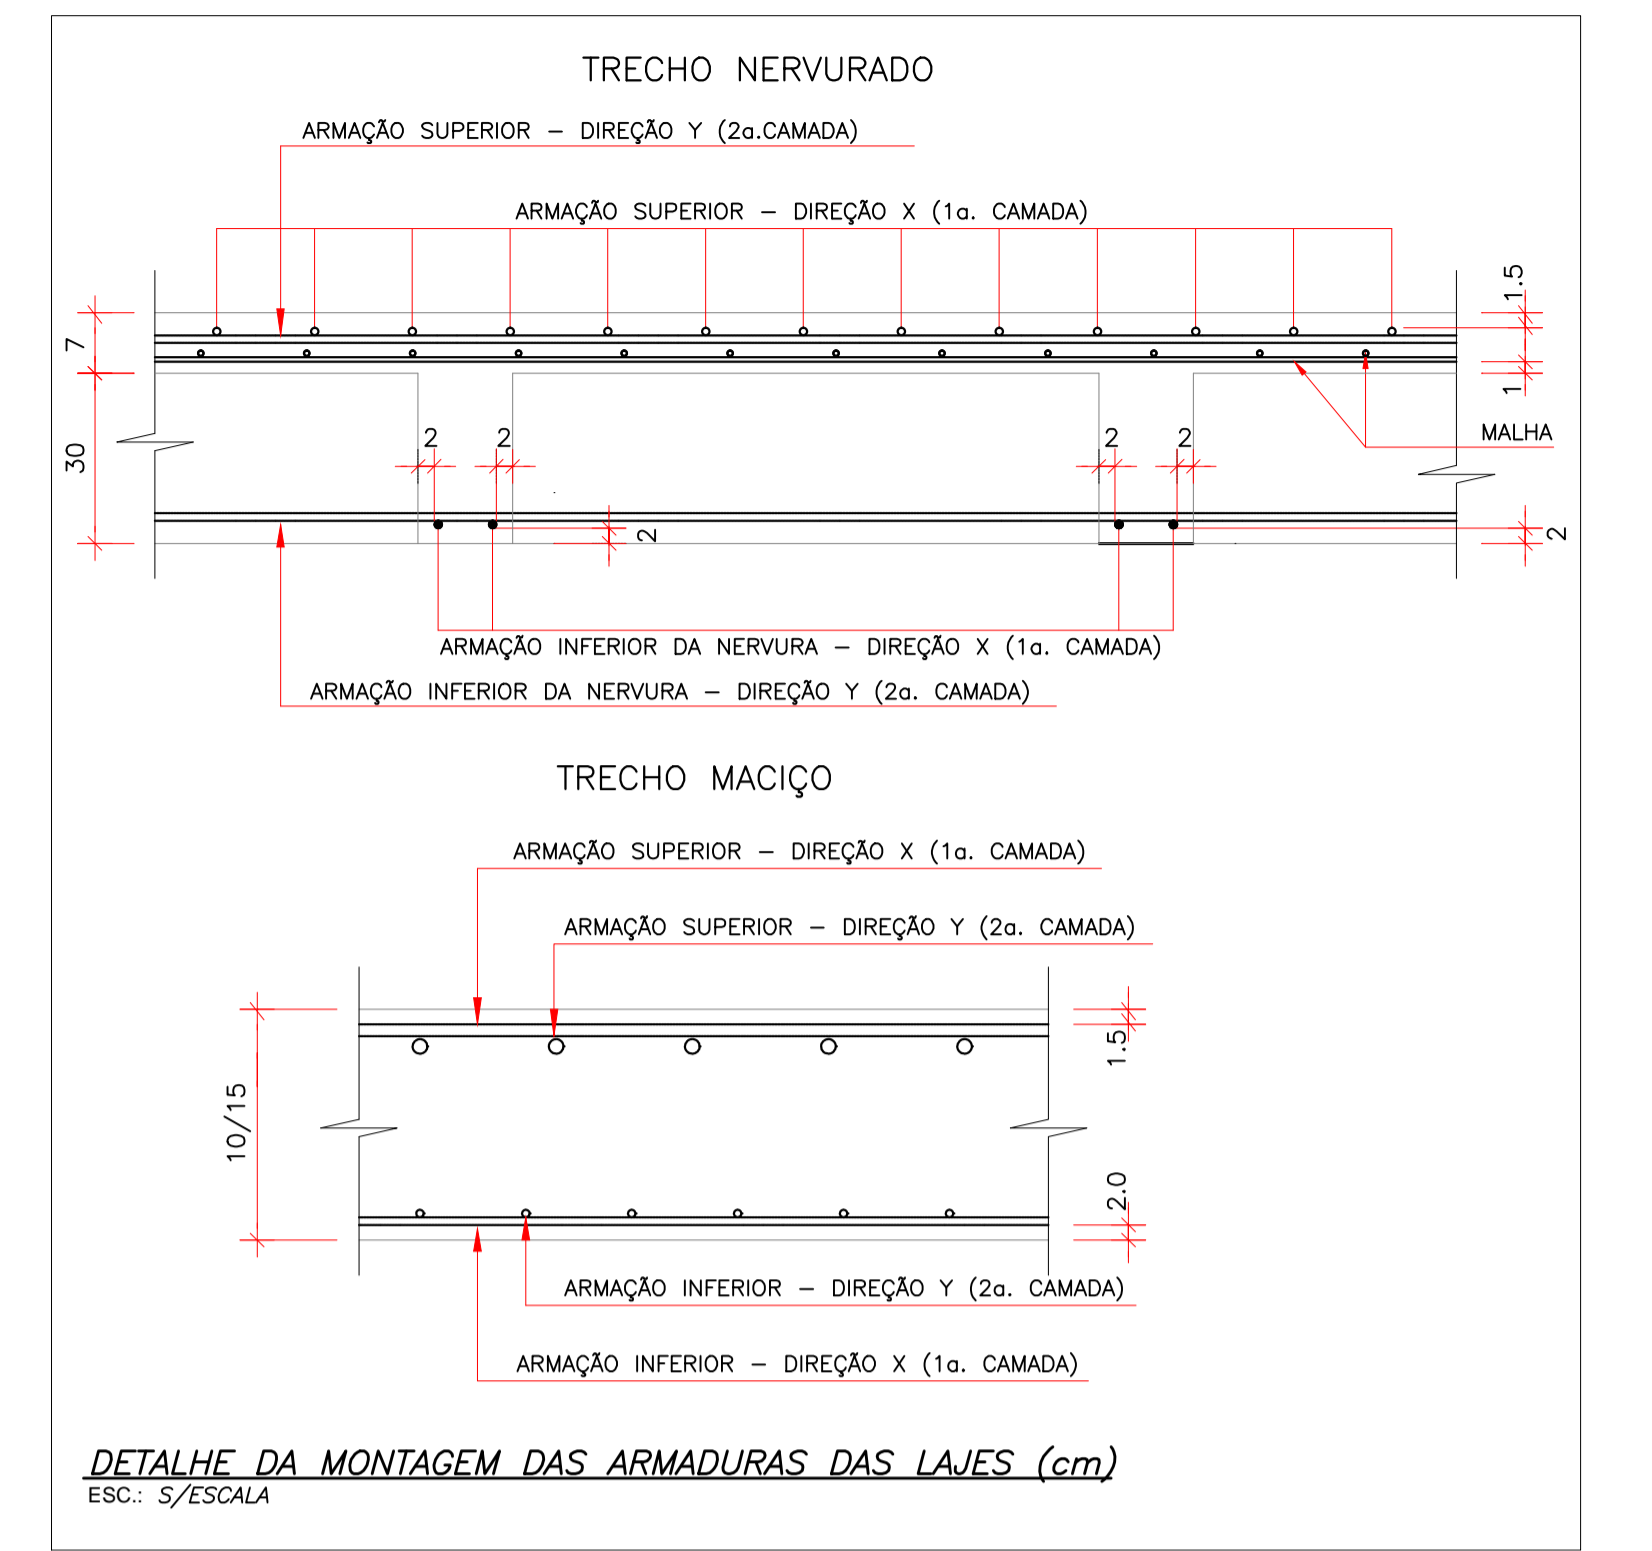 TRECHO NERVURADO
ARMAÇÃO SUPERIOR – DIREÇÃO Y (2a.CAMADA)
ARMAÇÃO SUPERIOR – DIREÇÃO X (1a. CAMADA)
1.5
7
1
MALHA
30
2
2
2
2
2
2
ARMAÇÃO INFERIOR DA NERVURA – DIREÇÃO X (1a. CAMADA)
ARMAÇÃO INFERIOR DA NERVURA – DIREÇÃO Y (2a. CAMADA)
TRECHO MACIÇO
ARMAÇÃO SUPERIOR – DIREÇÃO X (1a. CAMADA)
ARMAÇÃO SUPERIOR – DIREÇÃO Y (2a. CAMADA)
1.5
10/15
2.0
ARMAÇÃO INFERIOR – DIREÇÃO Y (2a. CAMADA)
ARMAÇÃO INFERIOR – DIREÇÃO X (1a. CAMADA)
DETALHE DA MONTAGEM DAS ARMADURAS DAS LAJES (cm)
ESC.: S/ESCALA